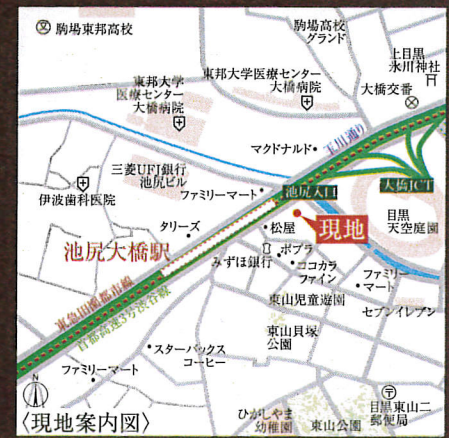 駒場東邦高校
駒場高校
グランド
上目黒
氷川神社
東邦大学
医療センター
大橋病院
東邦大学医療センター
大橋病院
大橋交番
玉川通り
マクドナルド
三菱UFJ銀行
池尻ビル
伊波歯科医院
ファミリーマート
池尻入口
大橋JCT
タリーズ
松屋
現地
目黒
天空庭園
池尻大橋駅
みずほ銀行
ポプラ
ココカラ
ファイン
ファミリー
マート
東山児童遊園
セブンイレブン
東急田園都市線
首都高速3号渋谷線
東山貝塚
公園
スターバックス
コーヒー
ファミリーマート
N
〈現地案内図〉
ひがしやま
幼稚園
東山公園
目黒東山二
郵便局